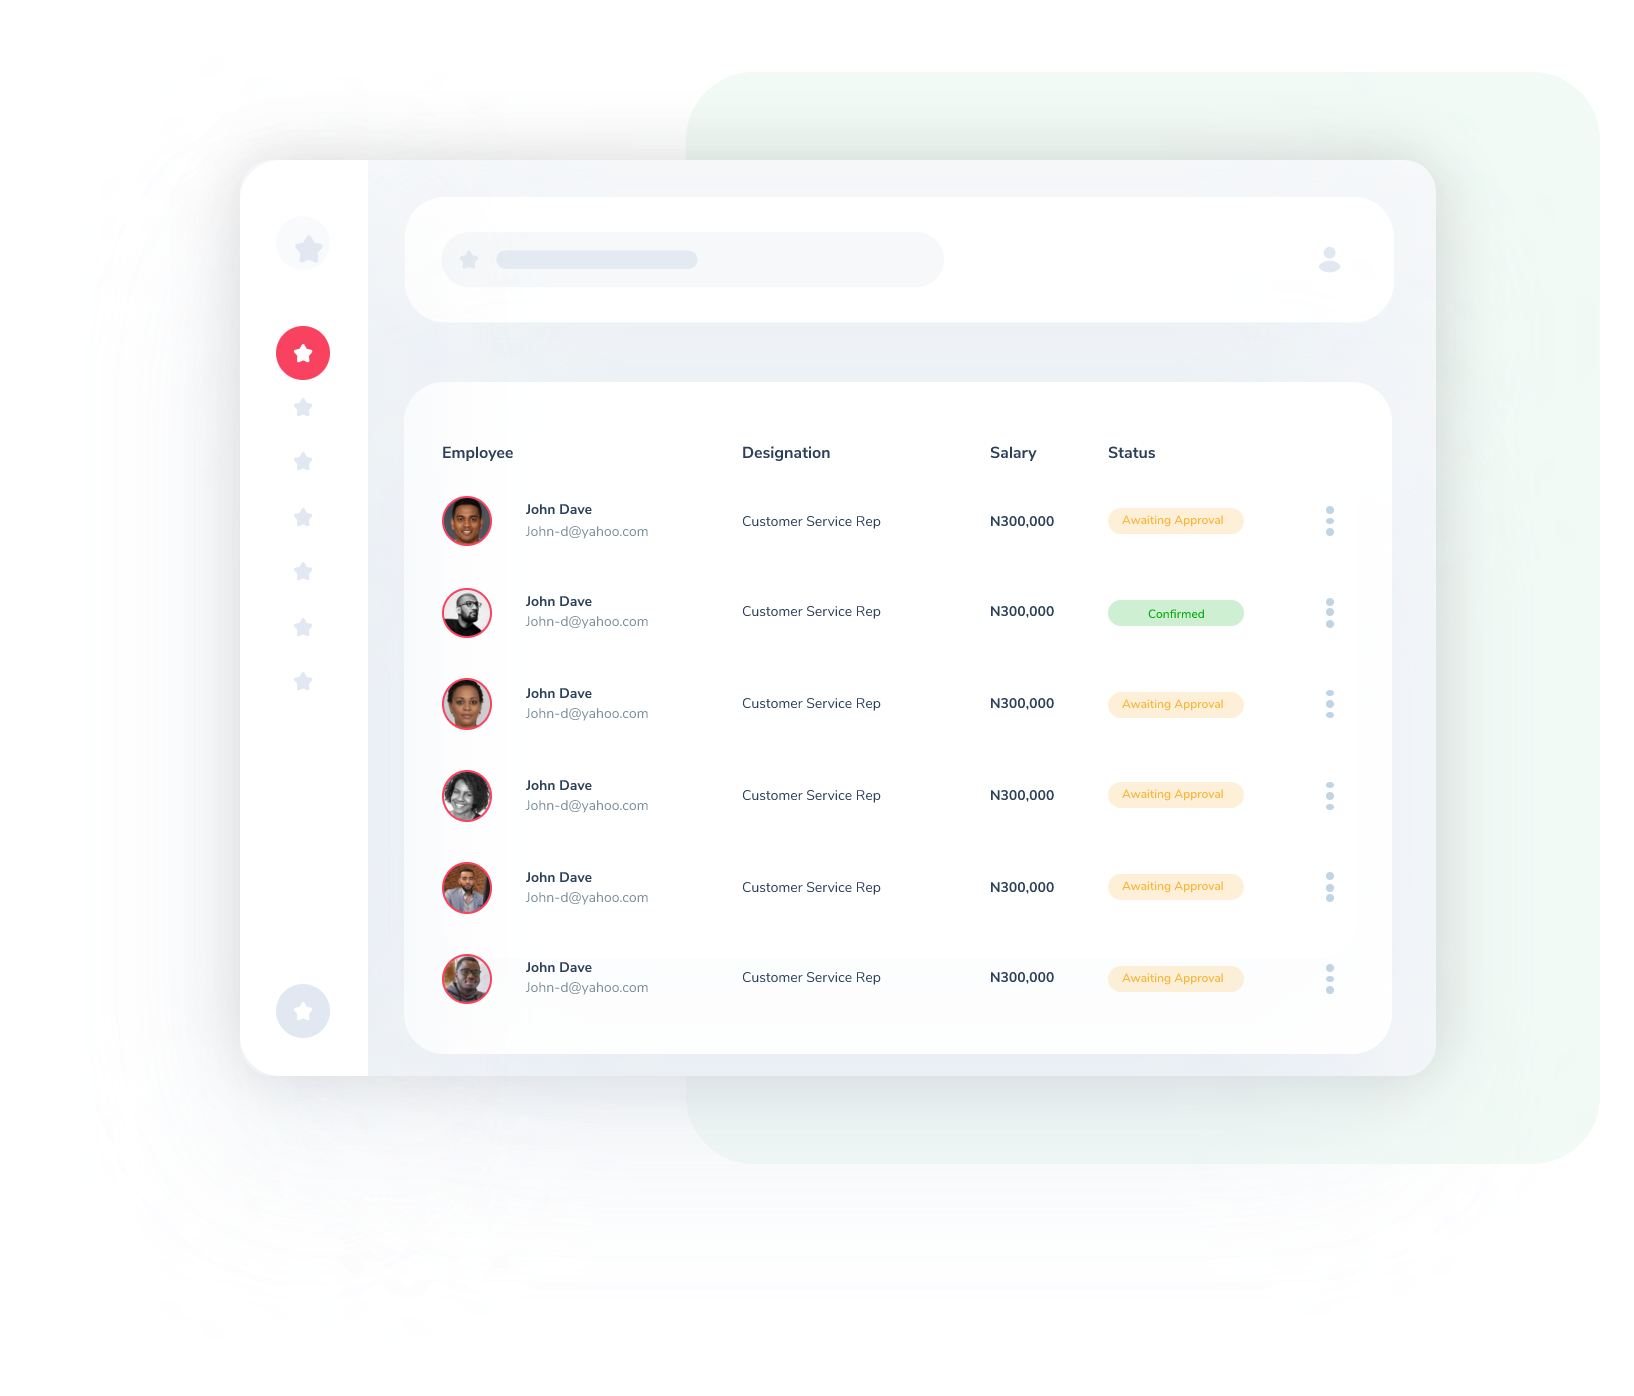 Employee Designation Salary Status
John Dave
John-d@yahoo.com
Customer Service Rep
N300,000
Awaiting Approval
John Dave
John-d@yahoo.com
Customer Service Rep
N300,000
Confirmed
John Dave
John-d@yahoo.com
Customer Service Rep
N300,000
Awaiting Approval
John Dave
John-d@yahoo.com
Customer Service Rep
N300,000
Awaiting Approval
John Dave
John-d@yahoo.com
Customer Service Rep
N300,000
Awaiting Approval
John Dave
John-d@yahoo.com
Customer Service Rep
N300,000
Awaiting Approval